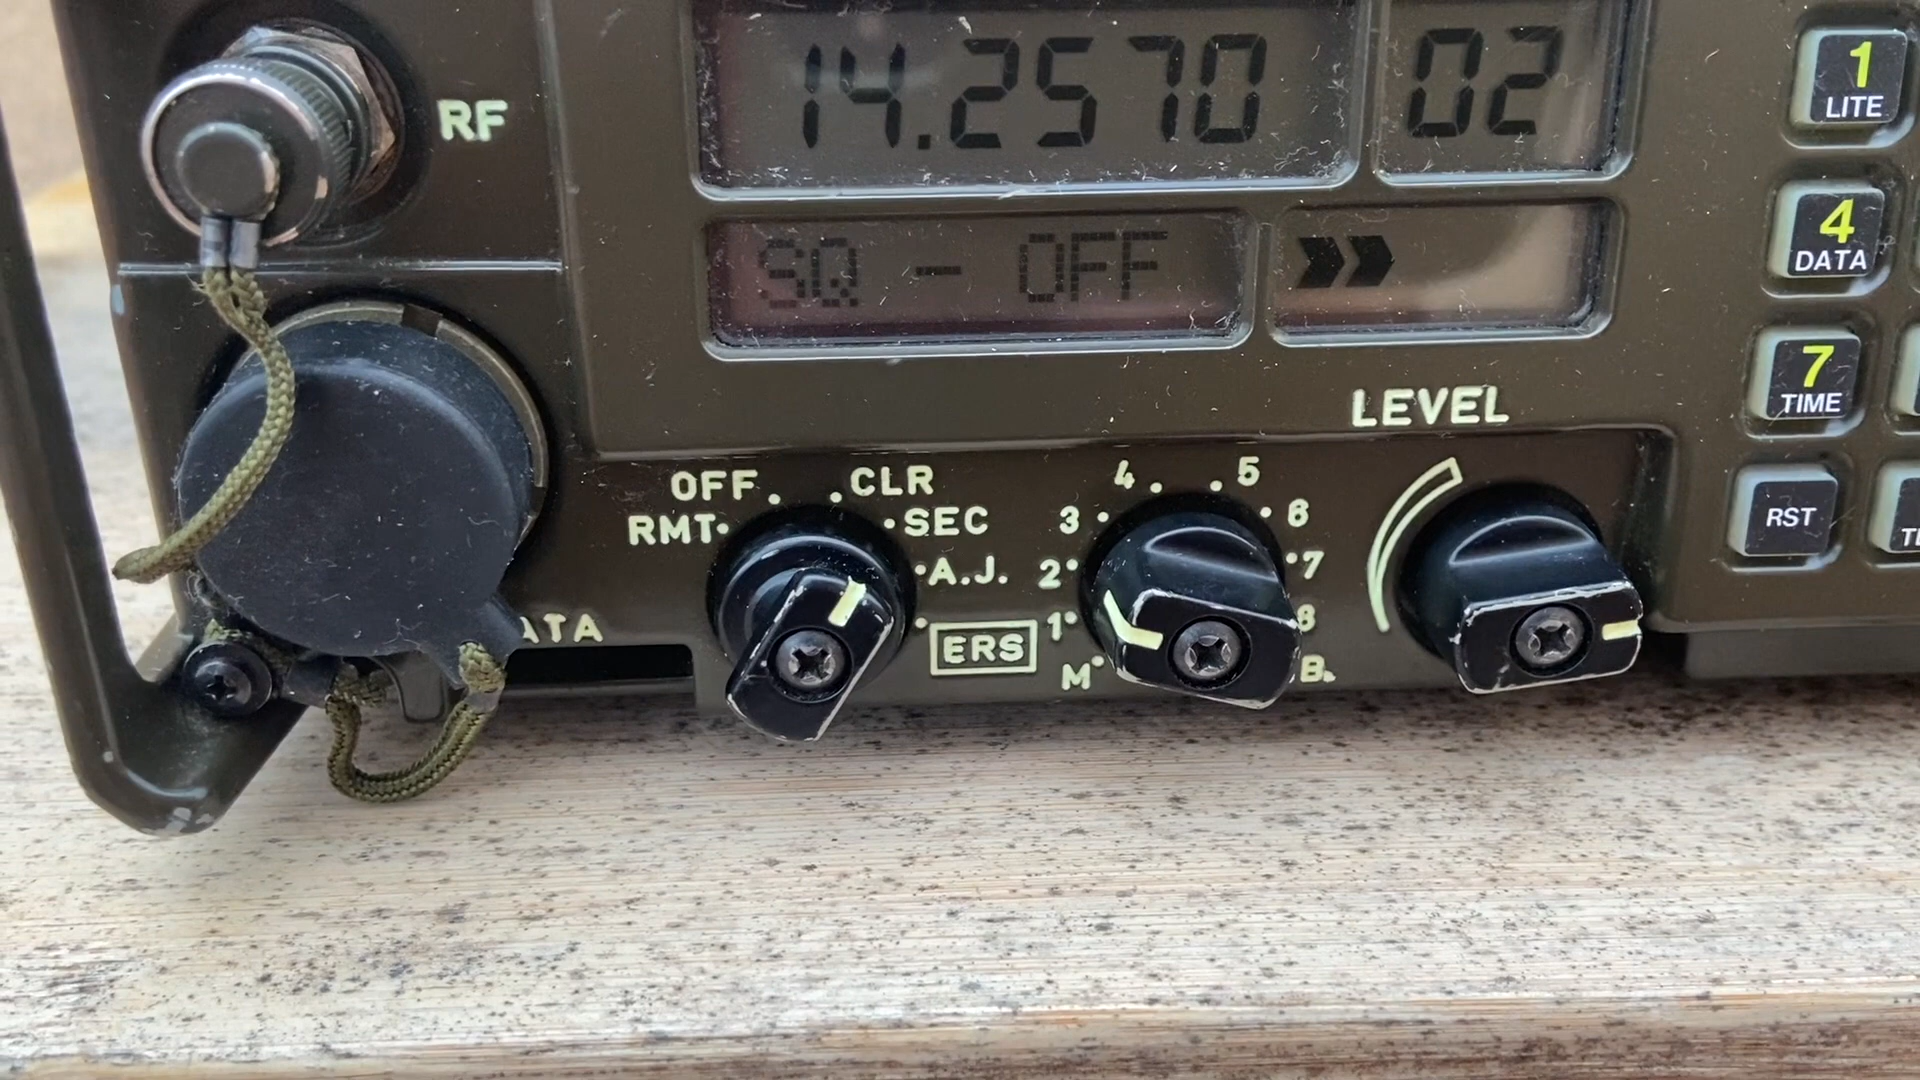 RF
14.2570
02
1
LITE
SQ - OFF
4
DATA
7
TIME
LEVEL
OFF
CLR
RMT
SEC
A.J.
ERS
ATA
4
5
3
6
2
7
1
8
M
B
RST